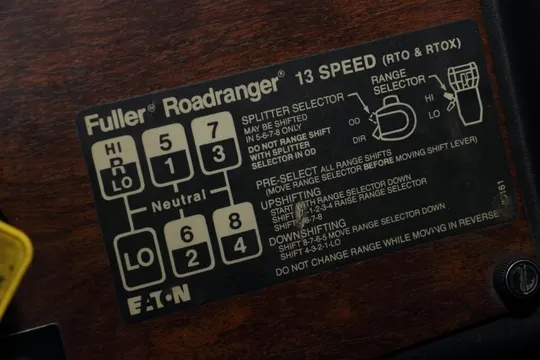 Fuller® Roadranger® 13 SPEED (RTO & RTOX)
HI
R
LO
5
1
7
3
Neutral
LO
6
2
8
4
EATON
SPLITTER SELECTOR
MAY BE SHIFTED
IN 5-6-7-8 ONLY
DO NOT RANGE SHIFT
WITH SPLITTER
SELECTOR IN OD
OD
DIR
RANGE
SELECTOR
HI
LO
PRE-SELECT ALL RANGE SHIFTS
(MOVE RANGE SELECTOR BEFORE MOVING SHIFT LEVER)
UPSHIFTING
START WITH RANGE SELECTOR DOWN
SHIFT -1-2-3-4 RAISE RANGE SELECTOR
SHIFT -6-7-8
DOWNSHIFTING
SHIFT 8-7-6-5 MOVE RANGE SELECTOR DOWN
SHIFT 4-3-2-1-LO
DO NOT CHANGE RANGE WHILE MOVING IN REVERSE